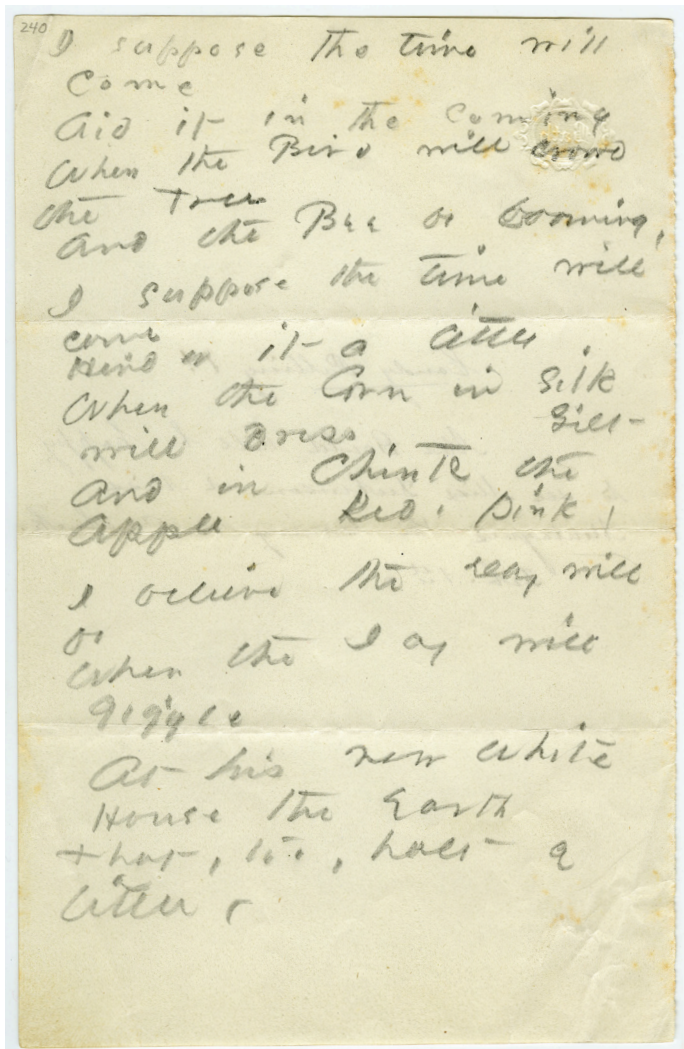 240
I suppose the time will
come
Aid it in the coming
When the Bird will crowd
the Tree
And the Bee be booming.
I suppose the time will
come
Hinder it a little
When the Corn in Silk
will Dress
And in Chintz the
Apple
I believe the Day will
be
When the Jay will
giggle
At his new white
House the Earth
That, too, halt a
little,